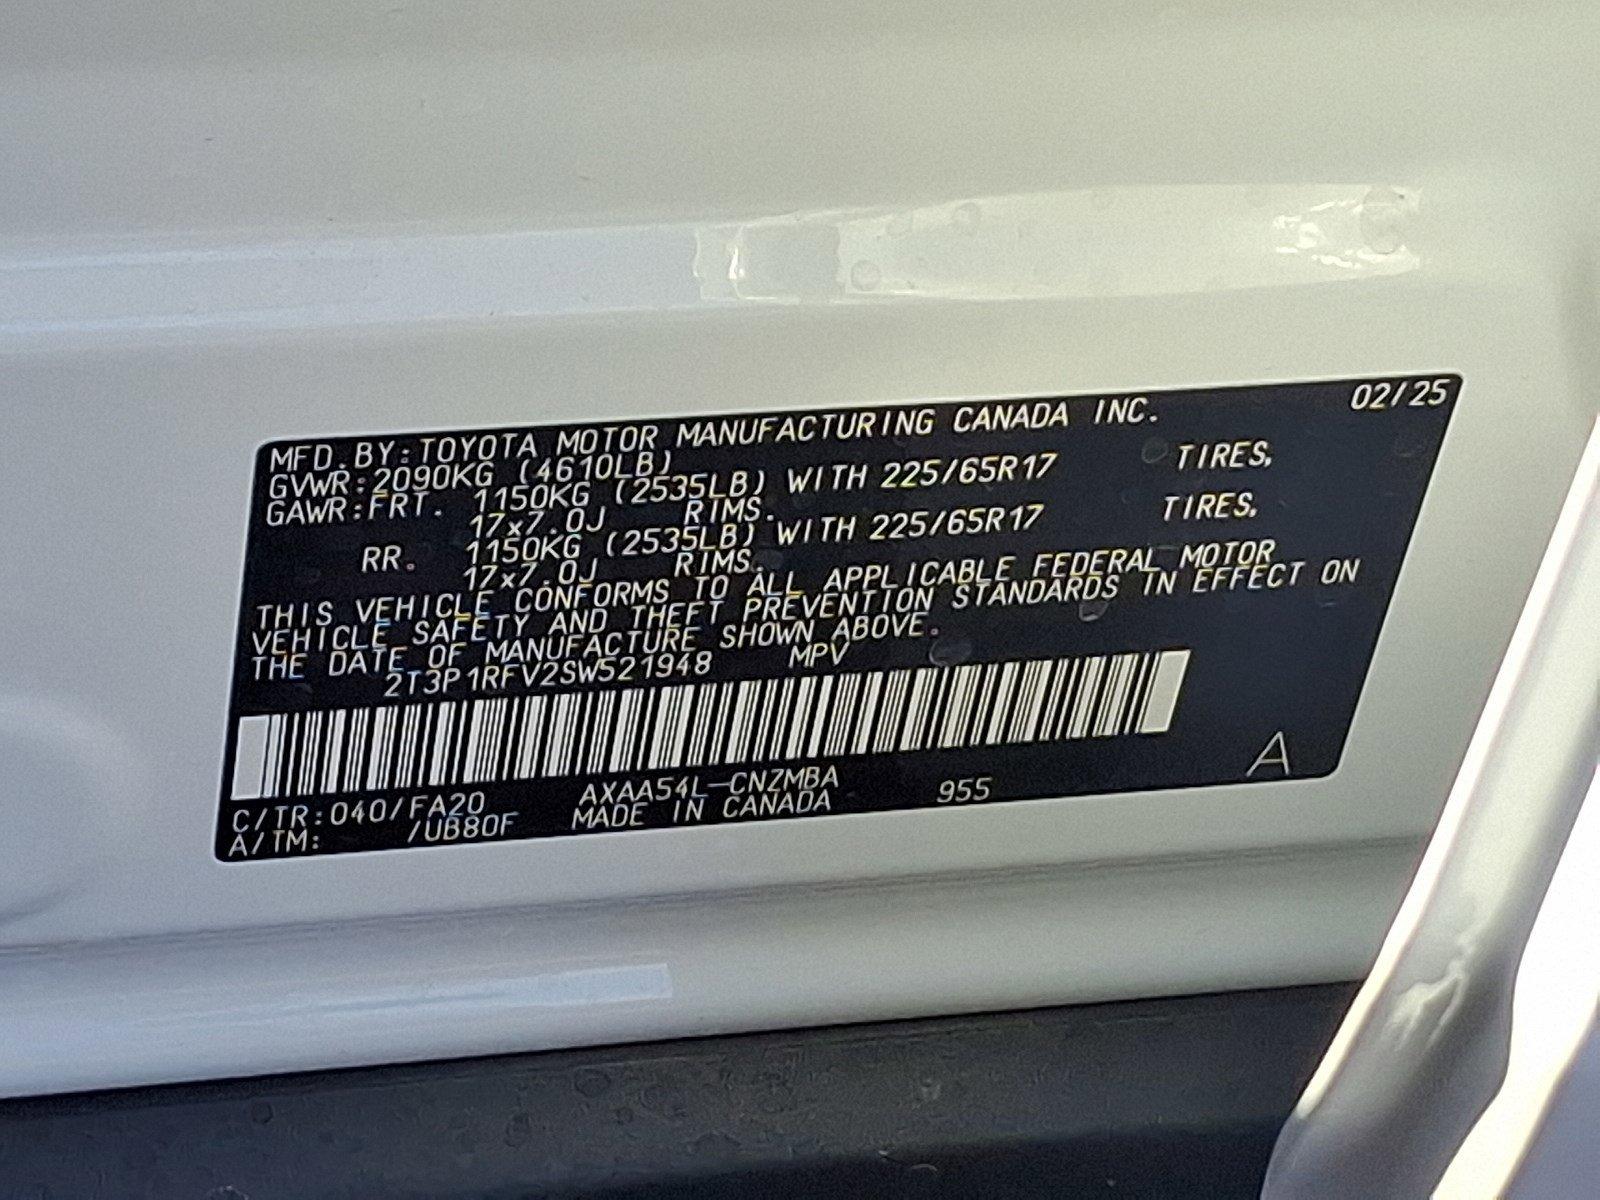 MFD.BY:TOYOTA MOTOR MANUFACTURING CANADA INC. 02/25
GVWR:2090KG (4610LB)
GAWR:FRT. 1150KG (2535LB) WITH 225/65R17 TIRES,
17x7.0J RIMS.
RR. 1150KG (2535LB) WITH 225/65R17 TIRES,
17x7.0J RIMS.
THIS VEHICLE CONFORMS TO ALL APPLICABLE FEDERAL MOTOR
VEHICLE SAFETY AND THEFT PREVENTION STANDARDS IN EFFECT ON
THE DATE OF MANUFACTURE SHOWN ABOVE.
2T3P1RFV2SW521948 MPV
C/TR:040/FA20 AXAA54L-CNZMBA 955 A
A/TM: /UB80F MADE IN CANADA